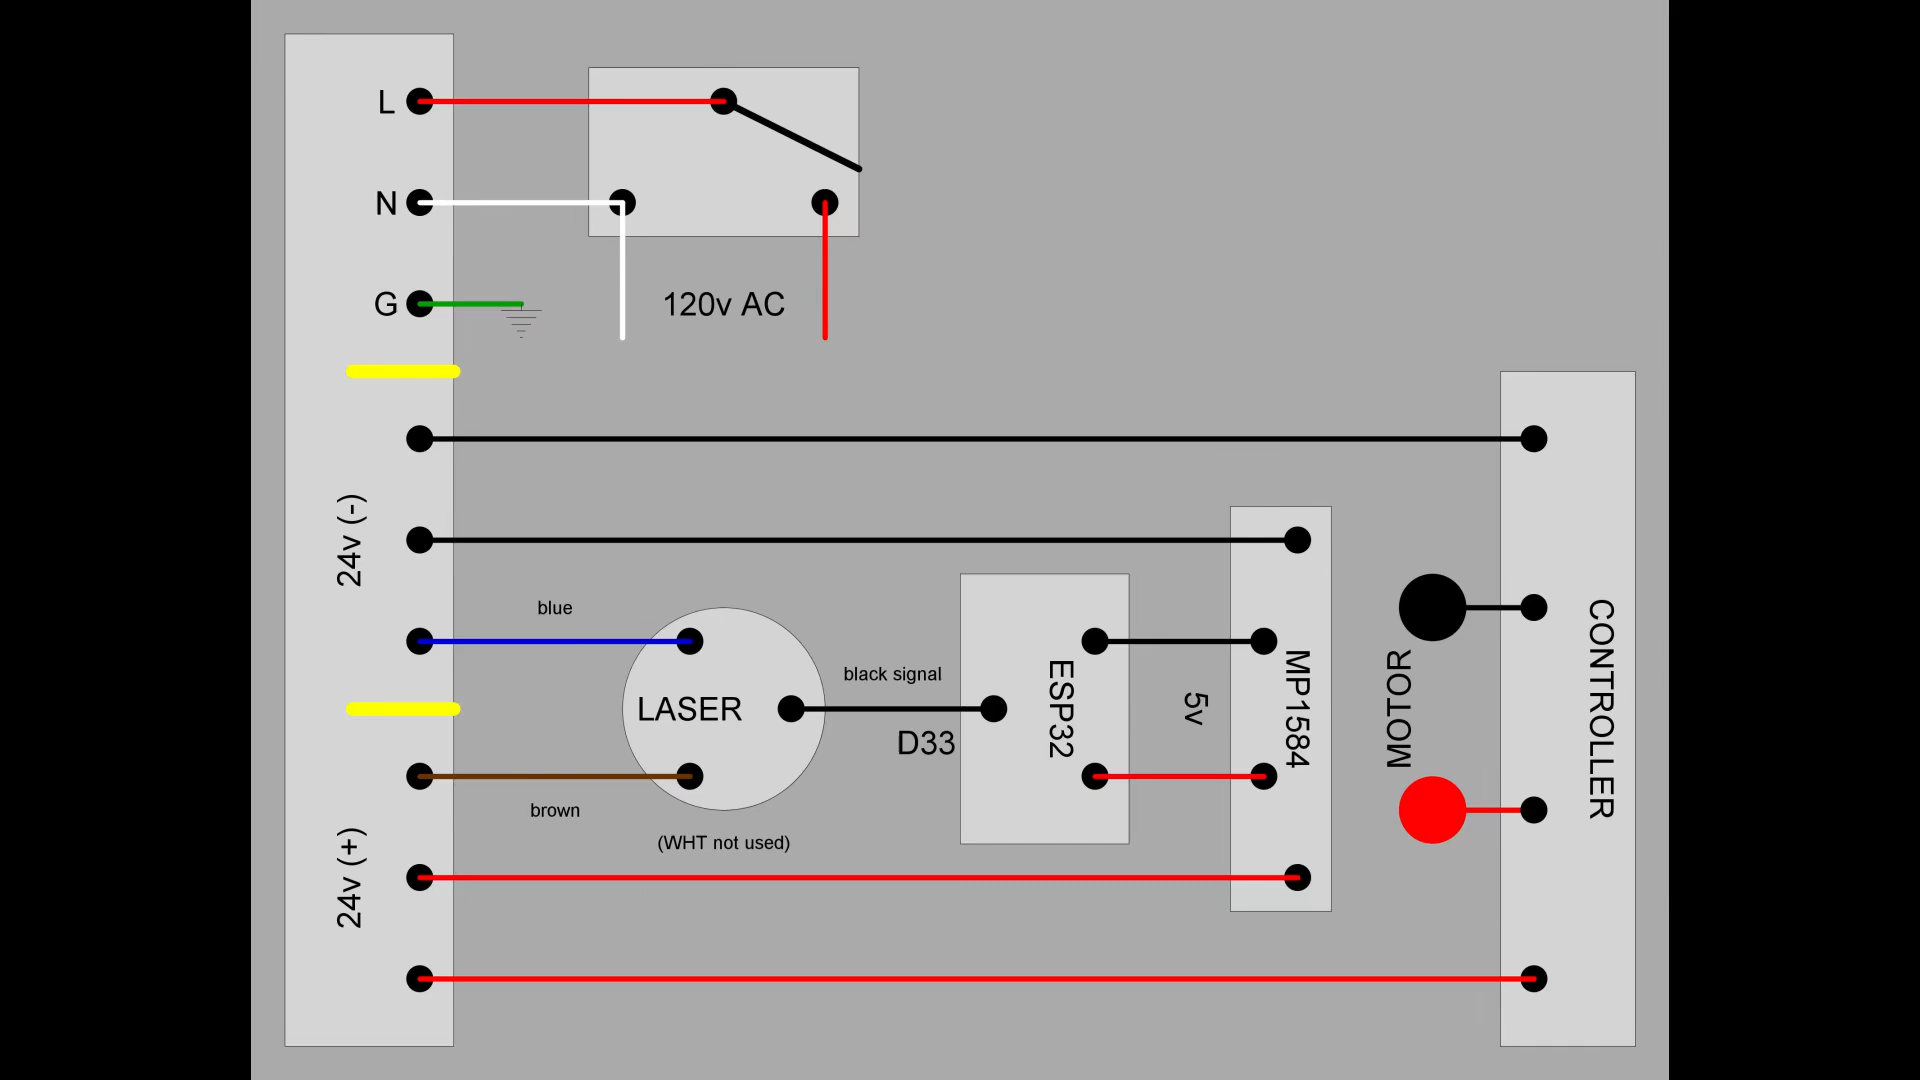 L
N
G
120v AC
24v (-)
blue
LASER
black signal
D33
ESP32
5v
MP1584
MOTOR
CONTROLLER
brown
(WHT not used)
24v (+)